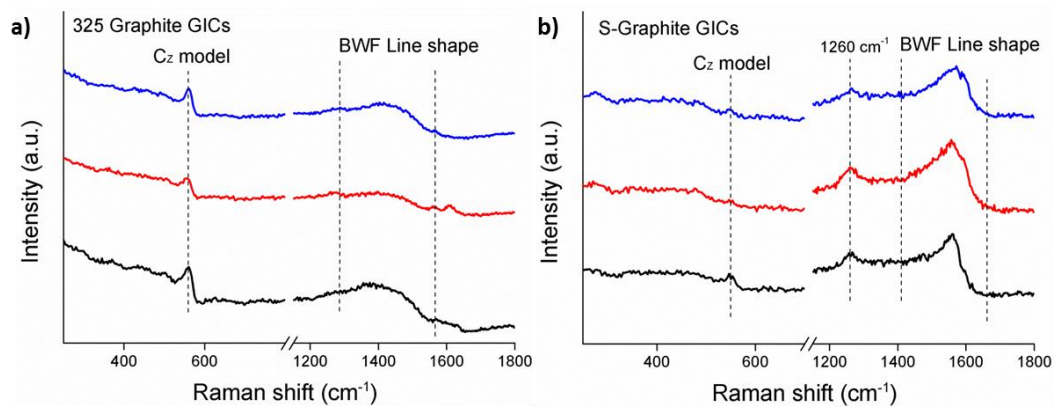 a)
325 Graphite GICs
Cz model
BWF Line shape
Intensity (a.u.)
400 600 1200 1400 1600 1800
Raman shift (cm⁻¹)
b)
S-Graphite GICs
Cz model
1260 cm⁻¹
BWF Line shape
Intensity (a.u.)
400 600 1200 1400 1600 1800
Raman shift (cm⁻¹)